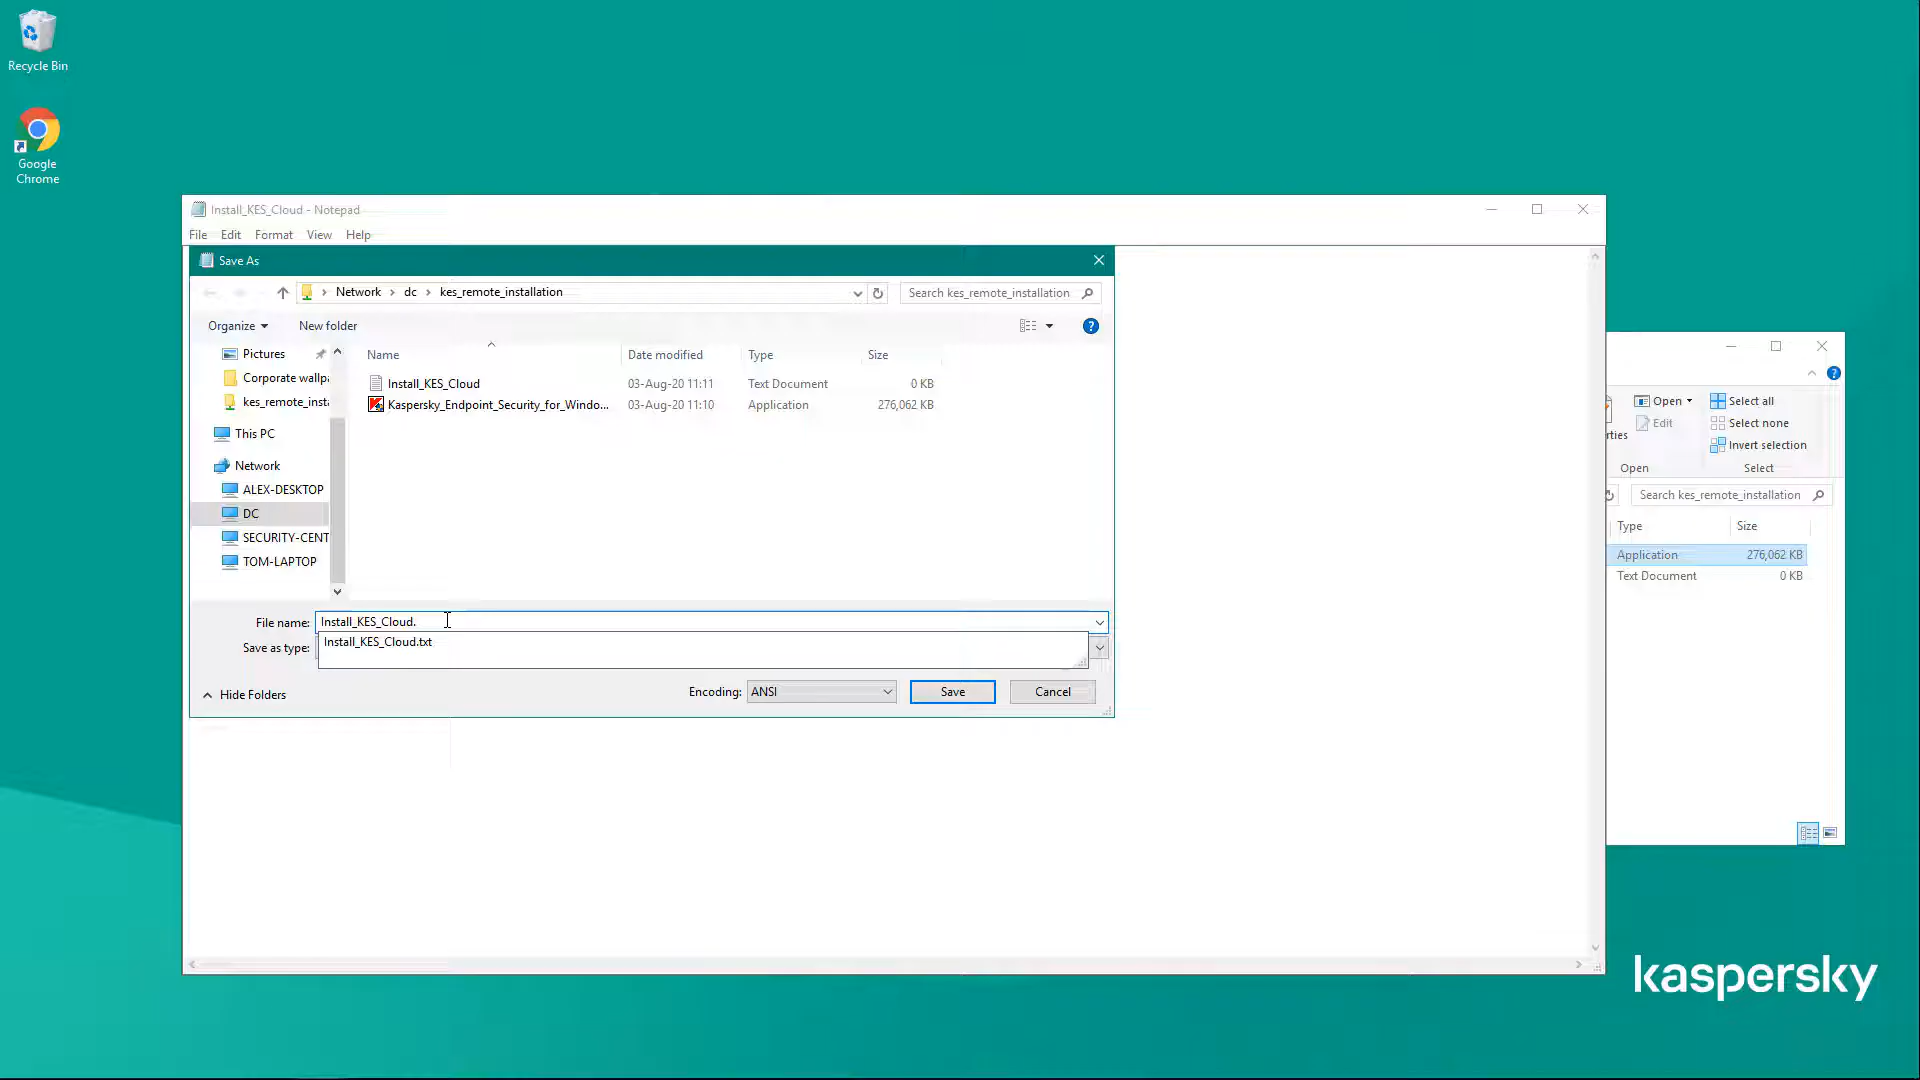 Recycle Bin
Google
Chrome
Install_KES_Cloud - Notepad
File Edit Format View Help
Save As
Network > dc > kes_remote_installation
Search kes_remote_installation
Organize
New folder
Name Date modified Type Size
Pictures
Corporate wallpa
kes_remote_insta
This PC
Network
ALEX-DESKTOP
DC
SECURITY-CENT
TOM-LAPTOP
Install_KES_Cloud 03-Aug-20 11:11 Text Document 0 KB
Kaspersky_Endpoint_Security_for_Windo... 03-Aug-20 11:10 Application 276,062 KB
File name: Install_KES_Cloud.
Install_KES_Cloud.txt
Save as type:
Hide Folders
Encoding: ANSI
Save
Cancel
Open Select all
Edit Select none
rties
Invert selection
Open Select
Search kes_remote_installation
Type Size
Application 276,062 KB
Text Document 0 KB
kaspersky